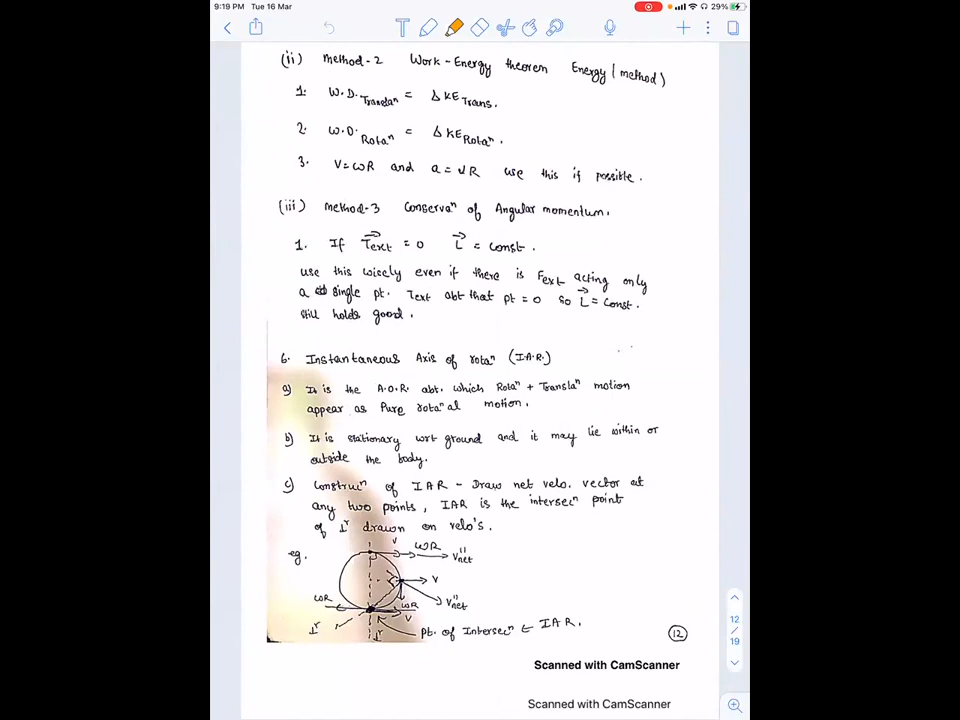 9:19 PM Tue 16 Mar
29%
(ii) Method-2 Work-Energy theorem Energy (method)
1. W.D.Translaⁿ = ΔKETrans.
2. W.D.Rotaⁿ = ΔKERotaⁿ.
3. V=ωR and a=αR use this if possible.
(iii) Method-3 Conservaⁿ of Angular momentum.
1. If τ⃗ext = 0 L⃗ = const.
use this wisely even if there is Fext acting only
a single pt. τext abt that pt = 0 so L⃗ = const.
still holds good.
6. Instantaneous Axis of rotaⁿ (I.A.R.)
a) It is the A.O.R. abt. which Rotaⁿ + Translaⁿ motion
appear as Pure rotaⁿal motion.
b) It is stationary wrt ground and it may lie within or
outside the body.
c) Construcⁿ of IAR - Draw net velo. vector at
any two points, IAR is the intersecⁿ point
of ⊥ʳ drawn on velo's.
eg.
V ωR V"net
V
V"net
ωR ωR
V
⊥ʳ ⊥ʳ Pt. of Intersecⁿ ← IAR.
12
12
/
19
Scanned with CamScanner
Scanned with CamScanner